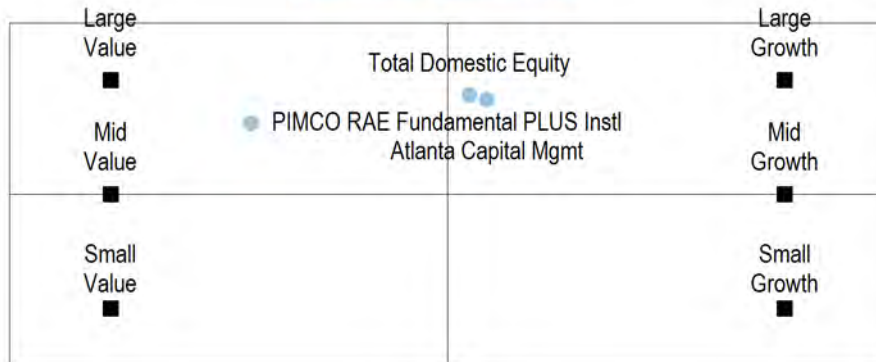 Large
Value
Large
Growth
Total Domestic Equity
PIMCO RAE Fundamental PLUS Instl
Atlanta Capital Mgmt
Mid
Value
Mid
Growth
Small
Value
Small
Growth